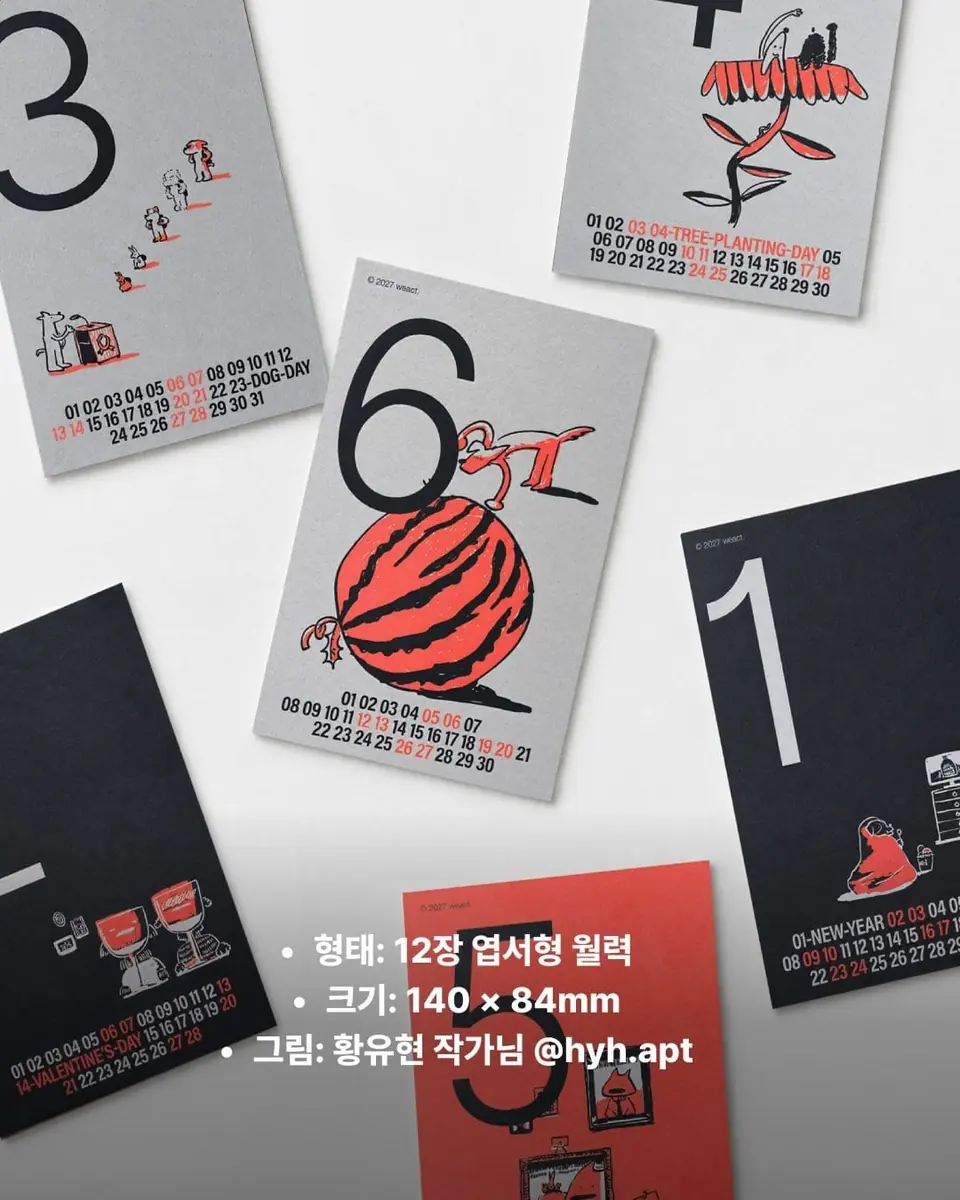 3
01 02 03 04 05 06 07 08 09 10 11 12
13 14 15 16 17 18 19 20 21 22 23-DOG-DAY
24 25 26 27 28 29 30 31
4
01 02 03 04-TREE-PLANTING-DAY 05
06 07 08 09 10 11 12 13 14 15 16 17 18
19 20 21 22 23 24 25 26 27 28 29 30
© 2027 weact.
6
01 02 03 04 05 06 07
08 09 10 11 12 13 14 15 16 17 18 19 20 21
22 23 24 25 26 27 28 29 30
© 2027 weact.
1
01-NEW-YEAR 02 03 04 05
08 09 10 11 12 13 14 15 16 17 18
22 23 24 25 26 27 28 29
01 02 03 04 05 06 07 08 09 10 11 12 13
14-VALENTINE'S-DAY 15 16 17 18 19 20
21 22 23 24 25 26 27 28
© 2027 weact.
5
• 형태: 12장 엽서형 월력
• 크기: 140 × 84mm
• 그림: 황유현 작가님 @hyh.apt